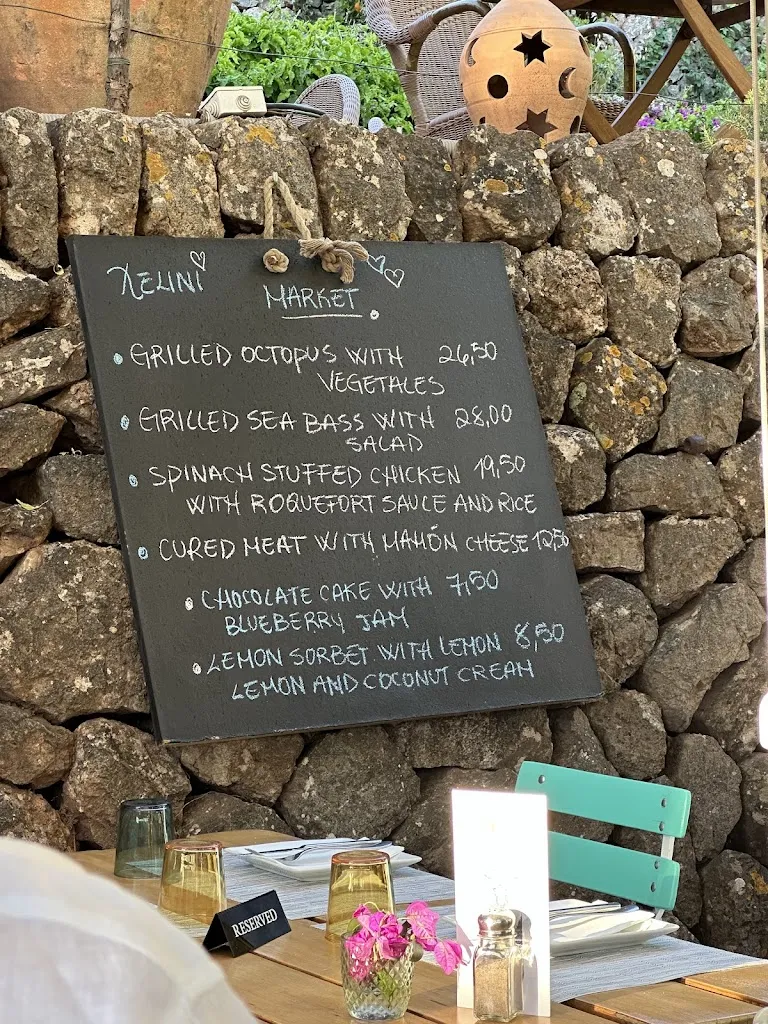 XELINI
MARKET
• GRILLED OCTOPUS WITH 26,50
VEGETALES
• GRILLED SEA BASS WITH 28,00
SALAD
• SPINACH STUFFED CHICKEN 19,50
WITH ROQUEFORT SAUCE AND RICE
• CURED MEAT WITH MAHÓN CHEESE 12,50
• CHOCOLATE CAKE WITH 7,50
BLUEBERRY JAM
• LEMON SORBET WITH LEMON 8,50
LEMON AND COCONUT CREAM
RESERVED